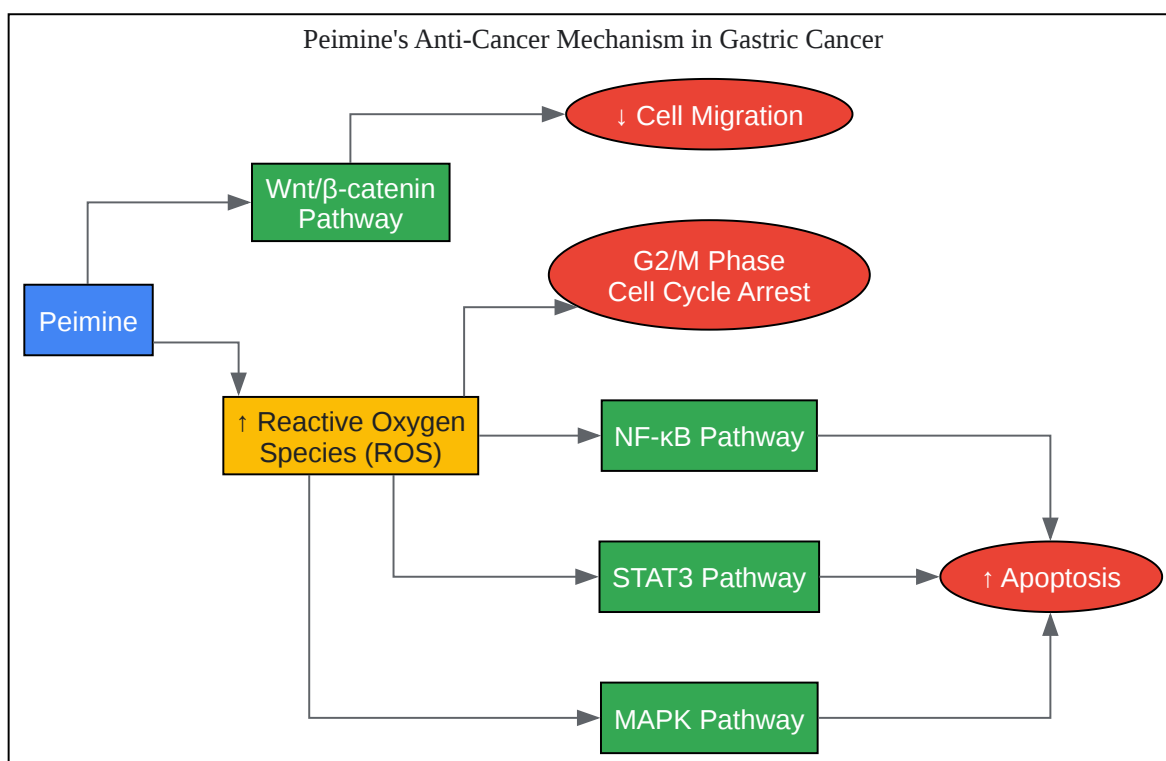 Peimine's Anti-Cancer Mechanism in Gastric Cancer
↓ Cell Migration
Wnt/β-catenin
Pathway
G2/M Phase
Cell Cycle Arrest
Peimine
↑ Reactive Oxygen
Species (ROS)
NF-κB Pathway
STAT3 Pathway
↑ Apoptosis
MAPK Pathway